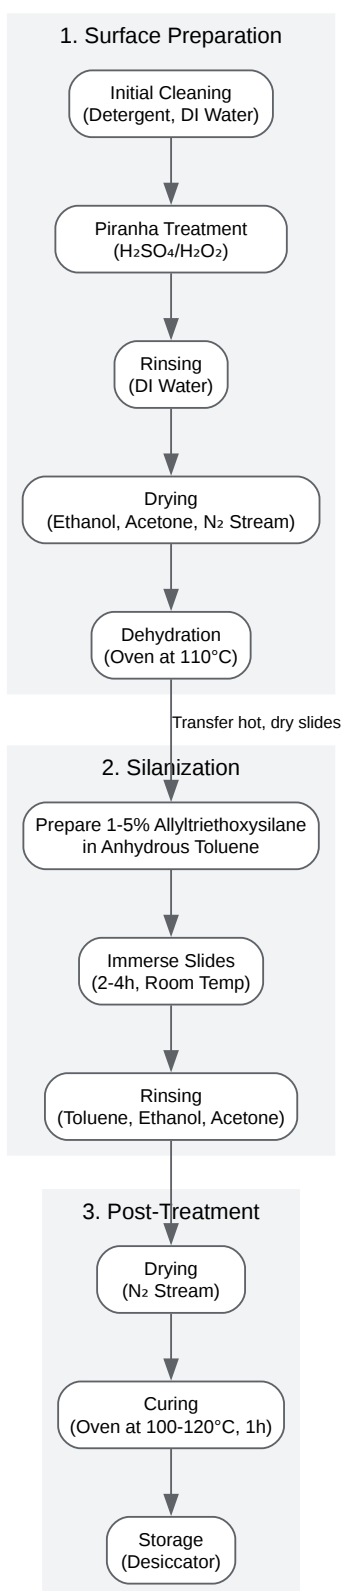 1. Surface Preparation
Initial Cleaning
(Detergent, DI Water)
Piranha Treatment
(H₂SO₄/H₂O₂)
Rinsing
(DI Water)
Drying
(Ethanol, Acetone, N₂ Stream)
Dehydration
(Oven at 110°C)
Transfer hot, dry slides
2. Silanization
Prepare 1-5% Allyltriethoxysilane
in Anhydrous Toluene
Immerse Slides
(2-4h, Room Temp)
Rinsing
(Toluene, Ethanol, Acetone)
3. Post-Treatment
Drying
(N₂ Stream)
Curing
(Oven at 100-120°C, 1h)
Storage
(Desiccator)